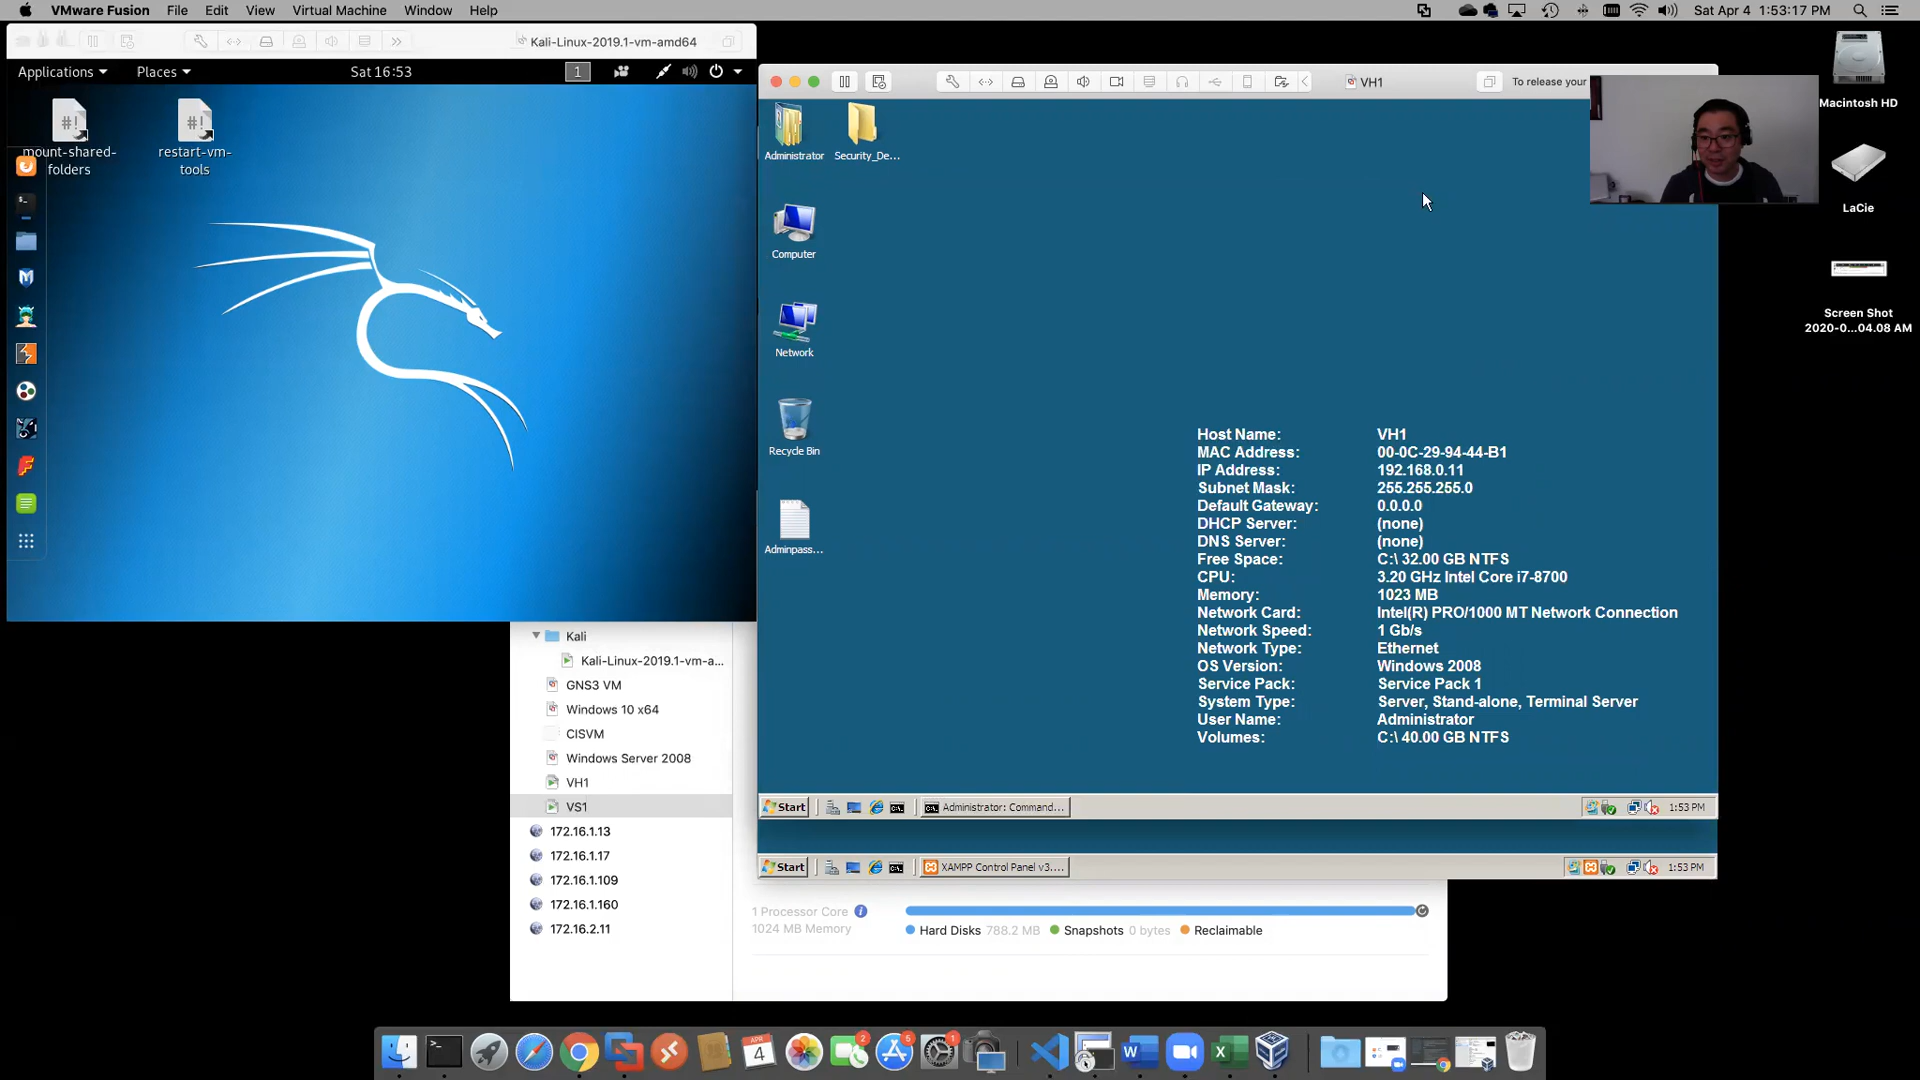 VMware Fusion File Edit View Virtual Machine Window Help
Sat Apr 4 1:53:17 PM
Kali-Linux-2019.1-vm-amd64
Applications Places Sat 16:53 1
mount-shared-
folders
restart-vm-
tools
VH1 To release your
Administrator
Security_De...
Computer
Network
Recycle Bin
Adminpass...
Host Name: VH1
MAC Address: 00-0C-29-94-44-B1
IP Address: 192.168.0.11
Subnet Mask: 255.255.255.0
Default Gateway: 0.0.0.0
DHCP Server: (none)
DNS Server: (none)
Free Space: C:\ 32.00 GB NTFS
CPU: 3.20 GHz Intel Core i7-8700
Memory: 1023 MB
Network Card: Intel(R) PRO/1000 MT Network Connection
Network Speed: 1 Gb/s
Network Type: Ethernet
OS Version: Windows 2008
Service Pack: Service Pack 1
System Type: Server, Stand-alone, Terminal Server
User Name: Administrator
Volumes: C:\ 40.00 GB NTFS
Start Administrator: Command... 1:53 PM
Start XAMPP Control Panel v3.... 1:53 PM
Kali
Kali-Linux-2019.1-vm-a...
GNS3 VM
Windows 10 x64
CISVM
Windows Server 2008
VH1
VS1
172.16.1.13
172.16.1.17
172.16.1.109
172.16.1.160
172.16.2.11
1 Processor Core
1024 MB Memory
Hard Disks 788.2 MB Snapshots 0 bytes Reclaimable
Macintosh HD
LaCie
Screen Shot
2020-0...04.08 AM
APR
4
2
5
1